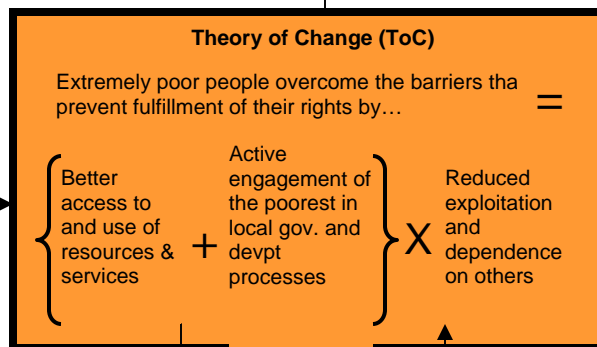 Theory of Change (ToC)
Extremely poor people overcome the barriers tha
prevent fulfillment of their rights by…
=
{
Better
access to
and use of
resources &
services
+
Active
engagement of
the poorest in
local gov. and
devpt
processes
}
X
Reduced
exploitation
and
dependence
on others